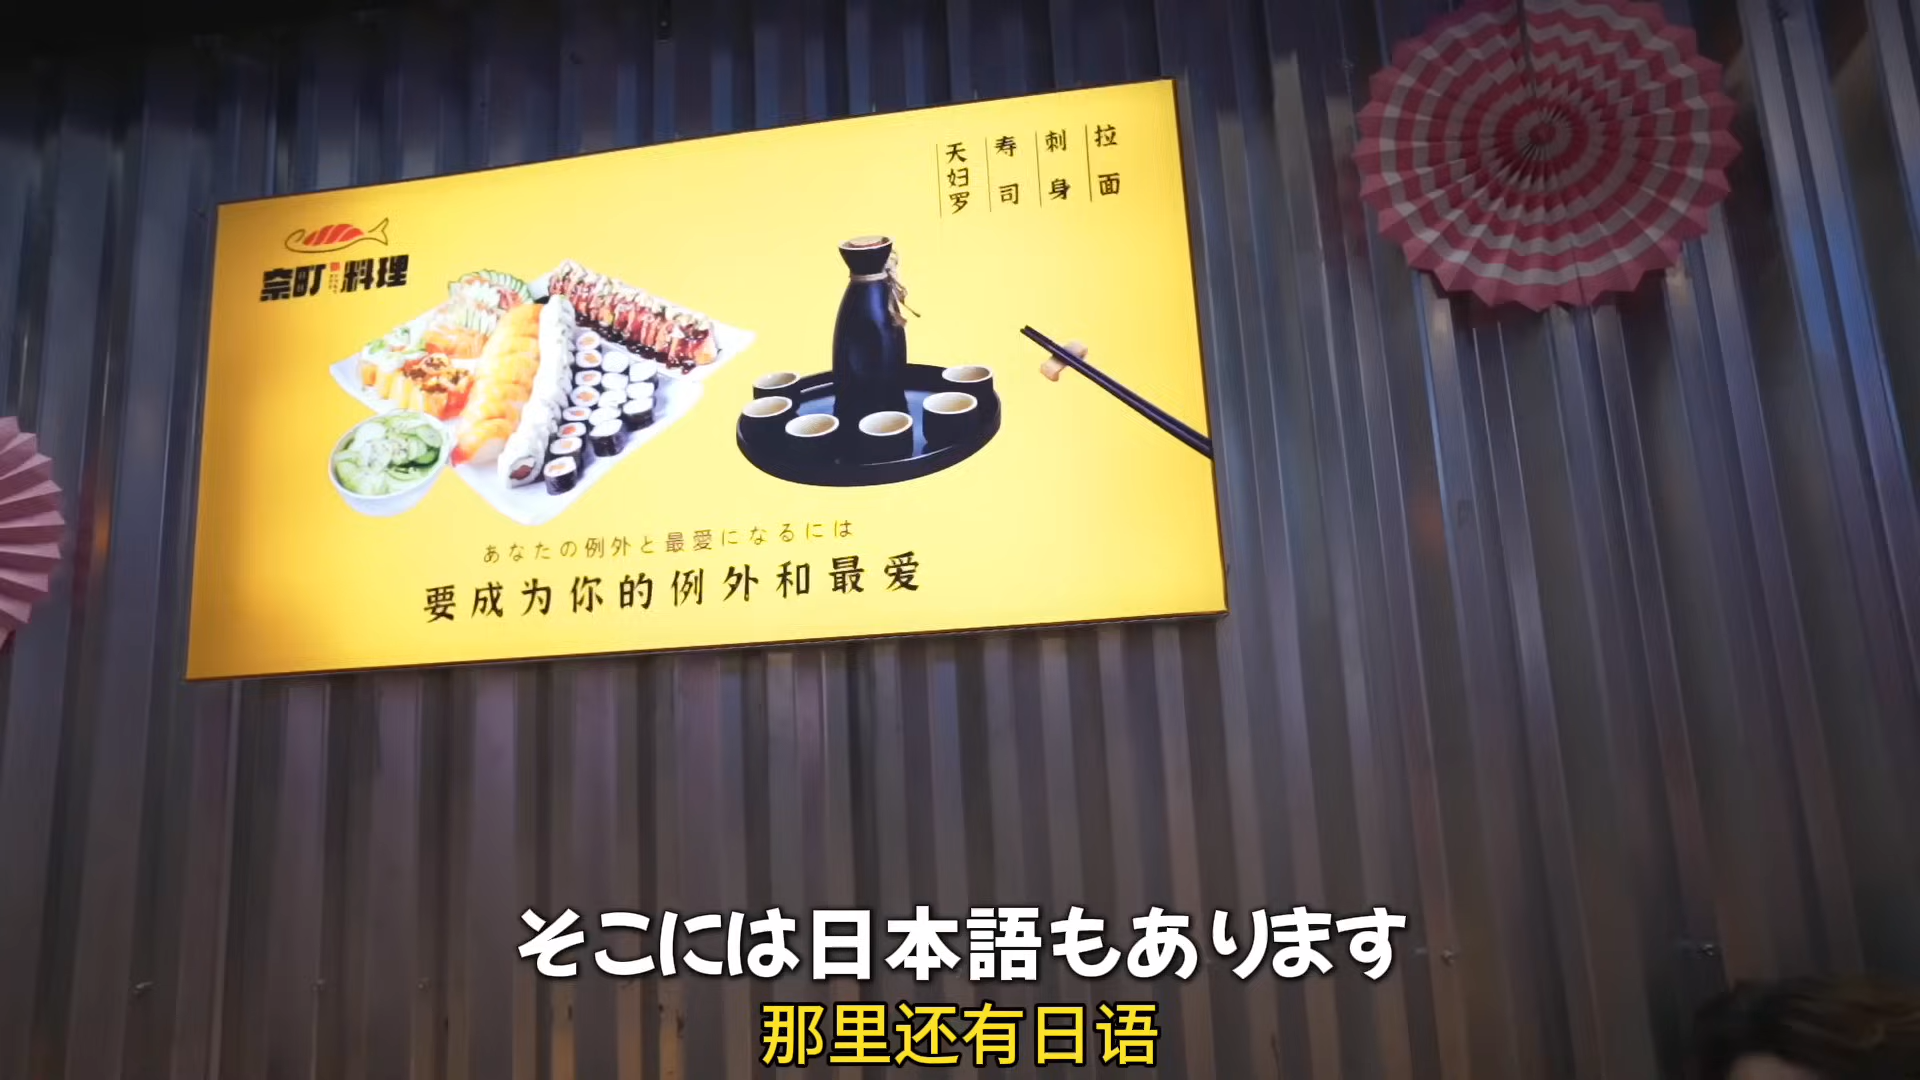 拉面
刺身
寿司
天妇罗
奈町 料理
あなたの例外と最愛になるには
要成为你的例外和最爱
そこには日本語もあります
那里还有日语